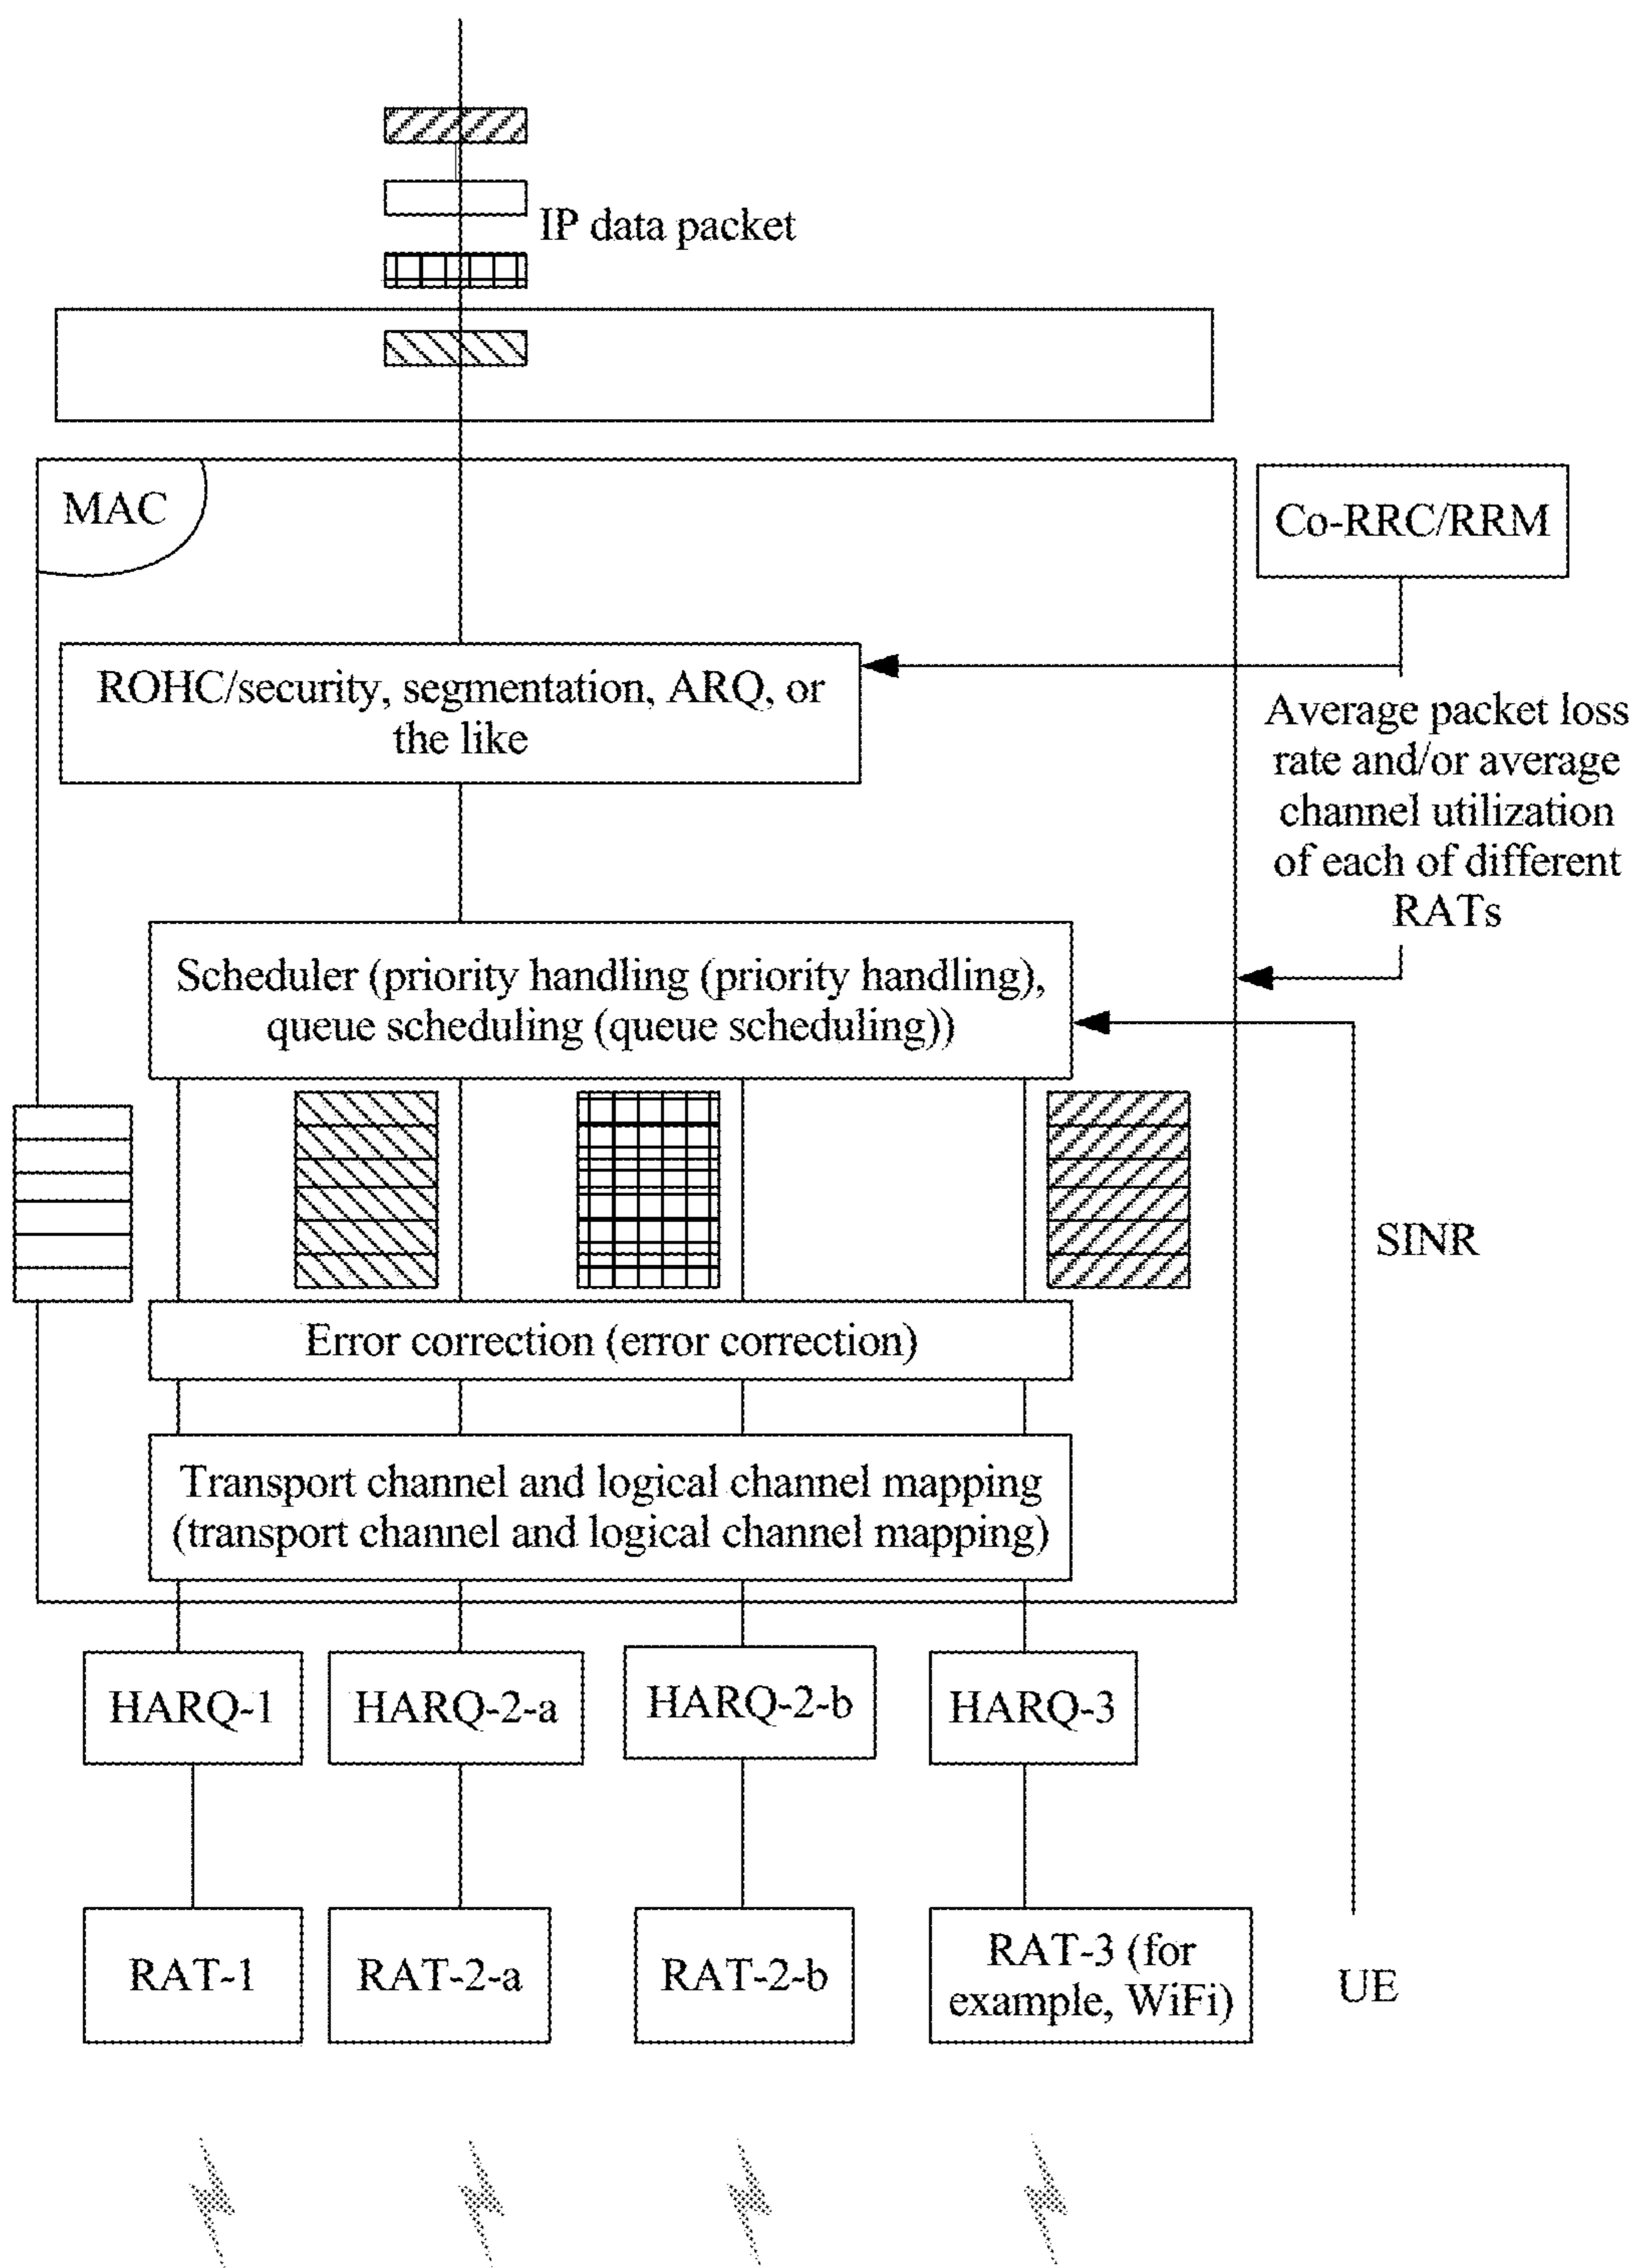 IP data packet
MAC
Co-RRC/RRM
ROHC/security, segmentation, ARQ, or
the like
Average packet loss
rate and/or average
channel utilization
of each of different
RATs
Scheduler (priority handling (priority handling),
queue scheduling (queue scheduling))
SINR
Error correction (error correction)
Transport channel and logical channel mapping
(transport channel and logical channel mapping)
HARQ-1
HARQ-2-a
HARQ-2-b
HARQ-3
RAT-1
RAT-2-a
RAT-2-b
RAT-3 (for
example, WiFi)
UE